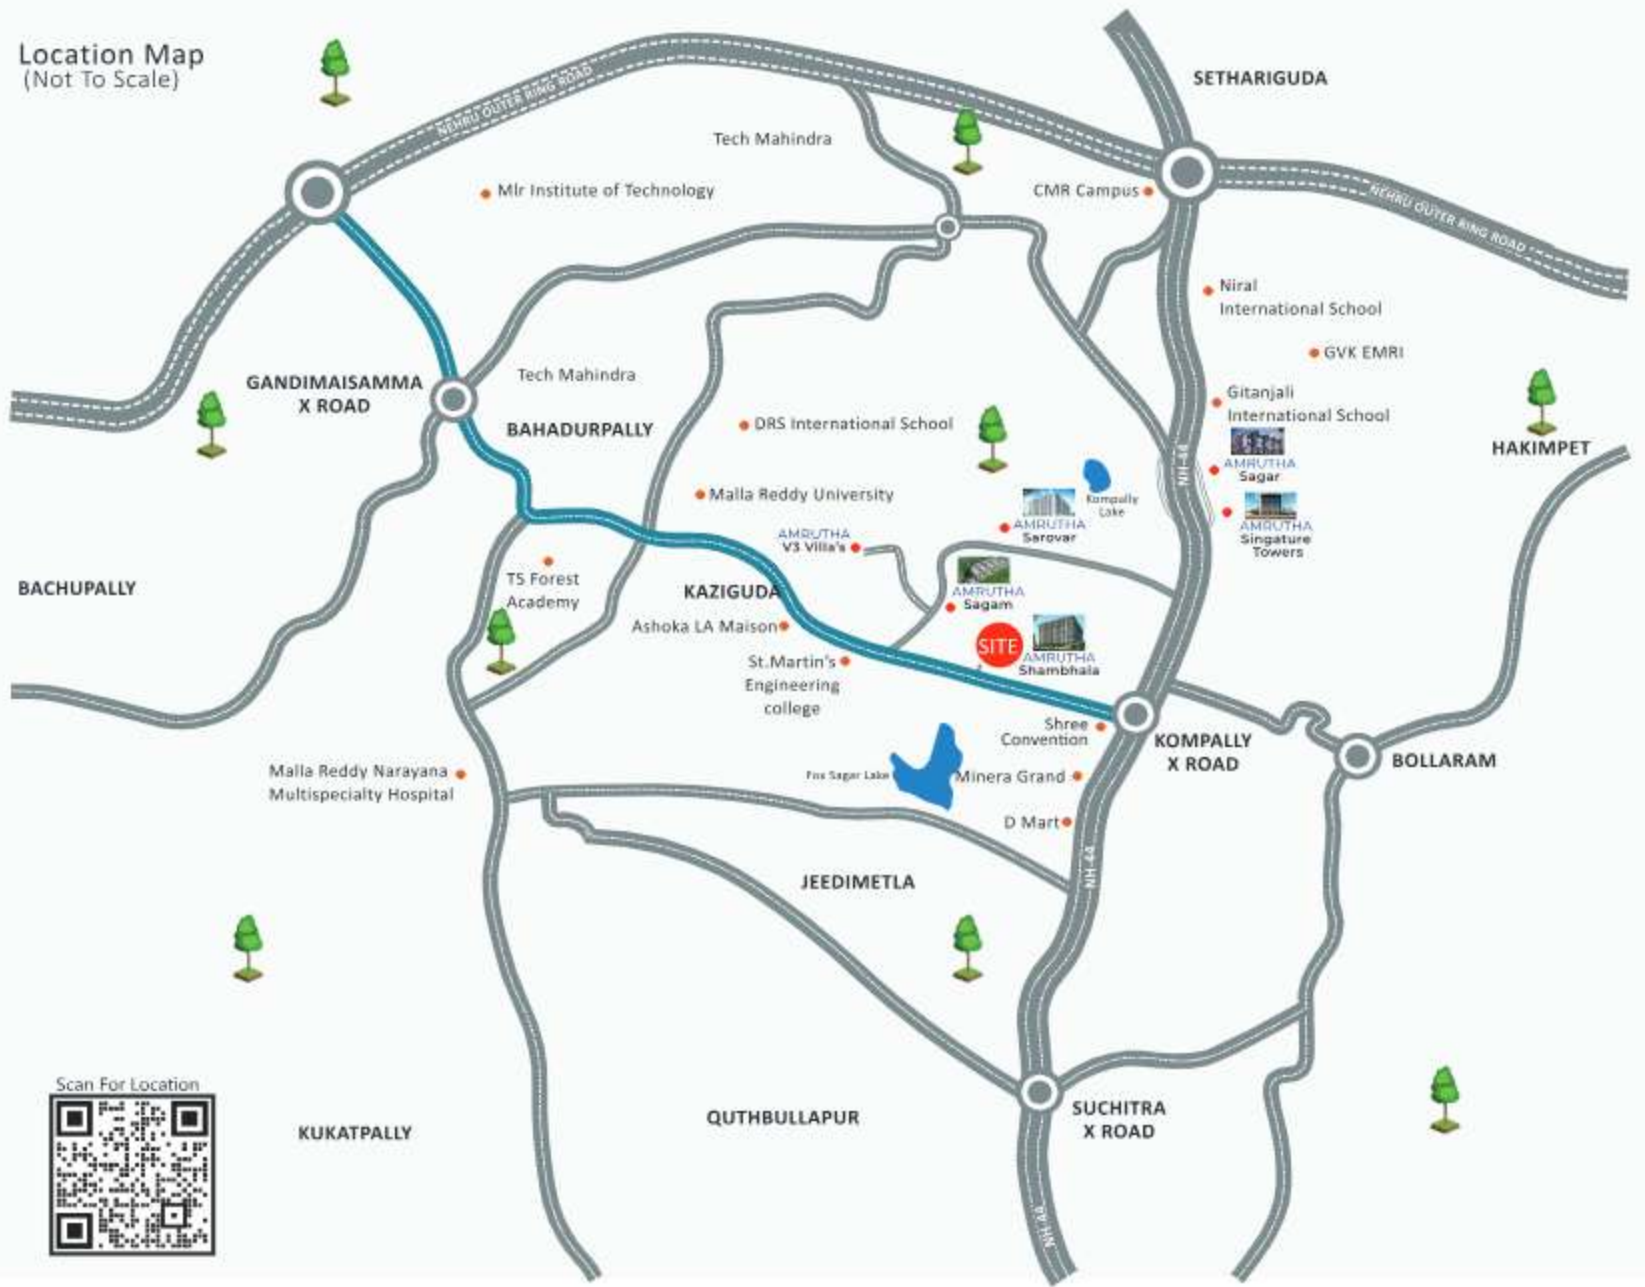 Location Map
(Not To Scale)
SETHARIGUDA
NEHRU OUTER RING ROAD
Tech Mahindra
Mlr Institute of Technology
CMR Campus
NEHRU OUTER RING ROAD
Niral
International School
GVK EMRI
GANDIMAISAMMA
X ROAD
Tech Mahindra
BAHADURPALLY
DRS International School
Gitanjali
International School
HAKIMPET
NH-44
AMRUTHA
Sagar
Malla Reddy University
Kompally
Lake
AMRUTHA
Sarovar
AMRUTHA
V3 Villa's
AMRUTHA
Singature
Towers
BACHUPALLY
TS Forest
Academy
KAZIGUDA
AMRUTHA
Sagam
Ashoka LA Maison
SITE
AMRUTHA
Shambhala
St.Martin's
Engineering
college
Shree
Convention
KOMPALLY
X ROAD
BOLLARAM
Malla Reddy Narayana
Multispecialty Hospital
Fox Sagar Lake
Minera Grand
D Mart
NH-44
JEEDIMETLA
Scan For Location
KUKATPALLY
QUTHBULLAPUR
SUCHITRA
X ROAD
NH-44